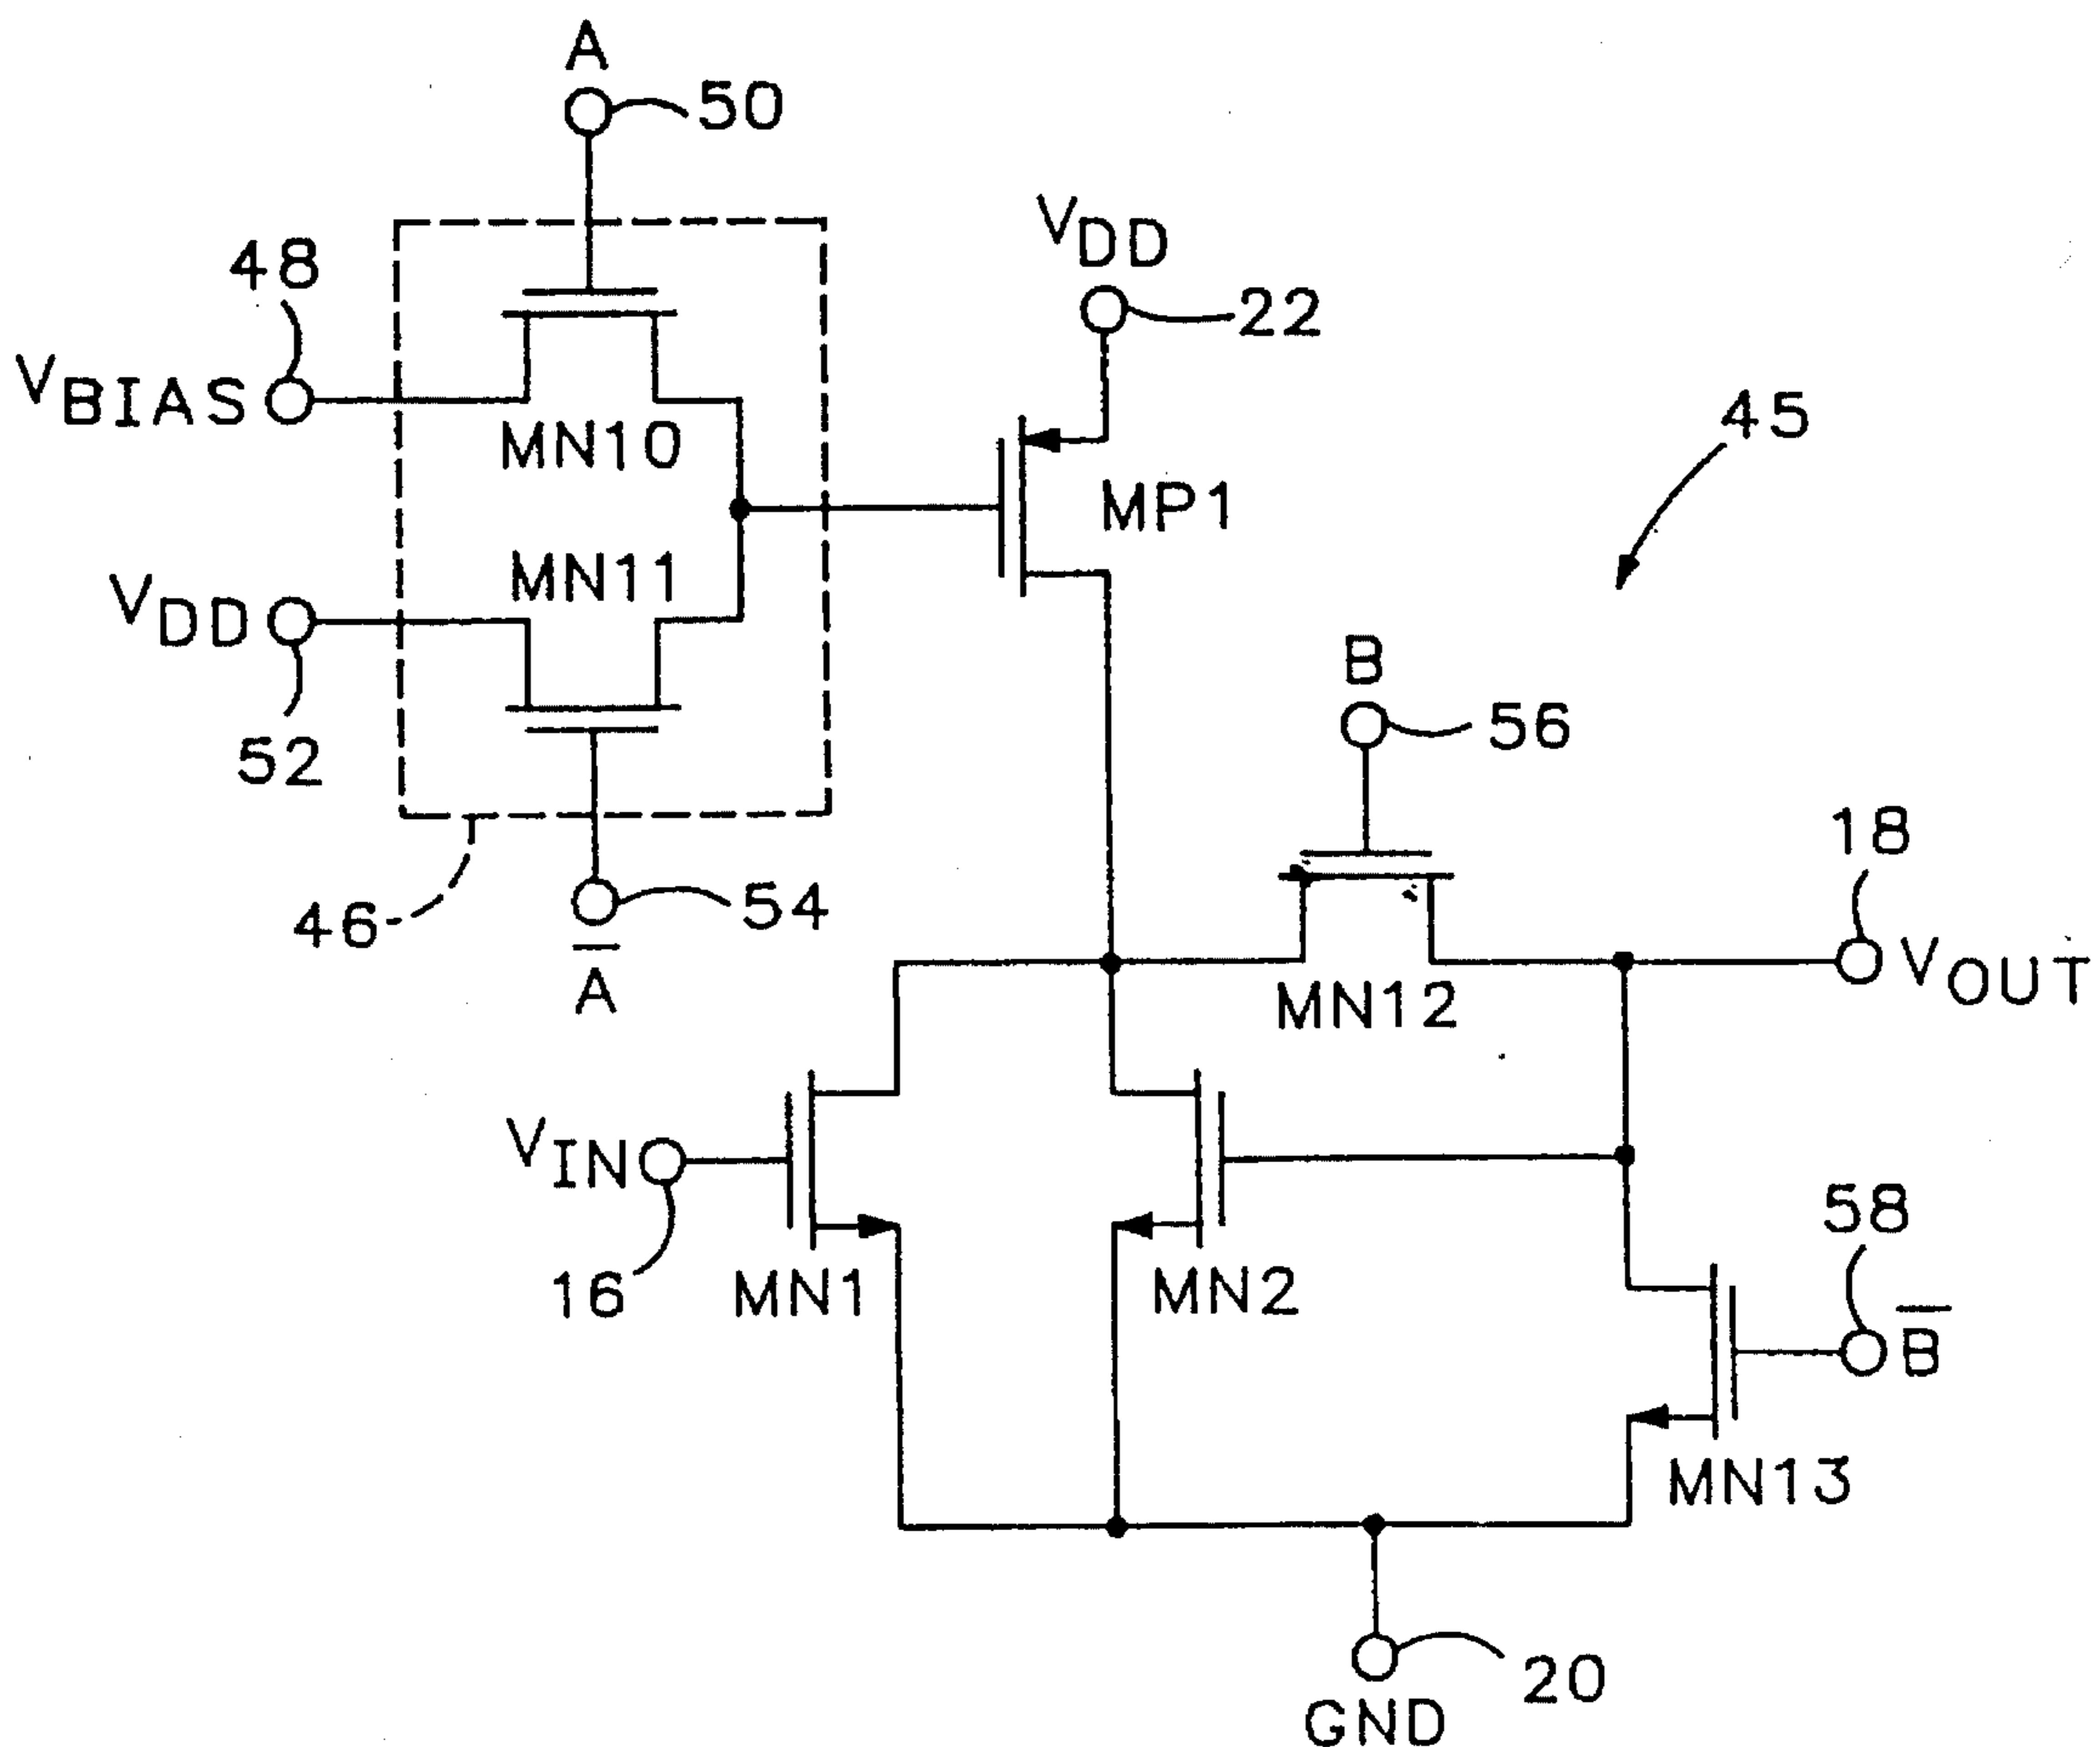 A
50
VDD
48
22
VBIAS
45
MN10
MP1
MN11
VDD
B
56
52
18
54
46
A̅
VOUT
MN12
VIN
58
16
MN1
MN2
B̅
MN13
20
GND